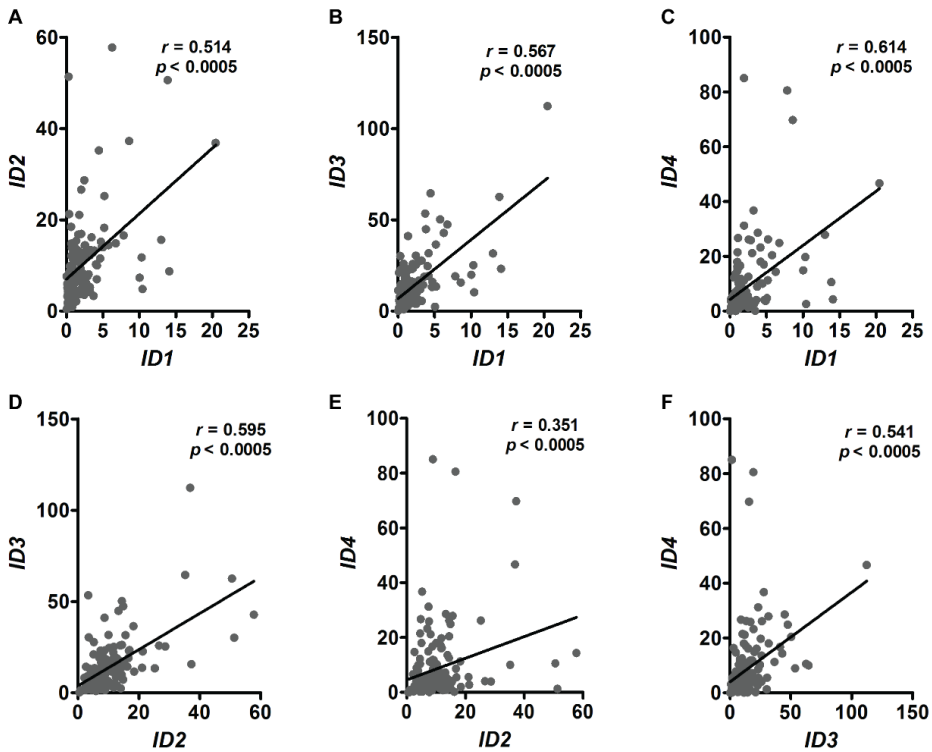 A
r = 0.514
p < 0.0005
ID2
60
40
20
0
0 5 10 15 20 25
ID1
B
r = 0.567
p < 0.0005
ID3
150
100
50
0
0 5 10 15 20 25
ID1
C
r = 0.614
p < 0.0005
ID4
100
80
60
40
20
0
0 5 10 15 20 25
ID1
D
r = 0.595
p < 0.0005
ID3
150
100
50
0
0 20 40 60
ID2
E
r = 0.351
p < 0.0005
ID4
100
80
60
40
20
0
0 20 40 60
ID2
F
r = 0.541
p < 0.0005
ID4
100
80
60
40
20
0
0 50 100 150
ID3